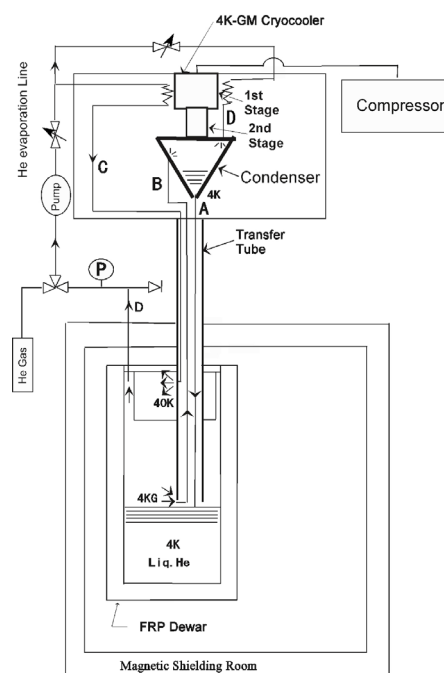 4K-GM Cryocooler
He evaporation Line
1st
Stage
Compressor
D
2nd
Stage
C
B
Condenser
4K
A
Pump
Transfer
Tube
P
D
He Gas
40K
4KG
4K
Liq. He
FRP Dewar
Magnetic Shielding Room